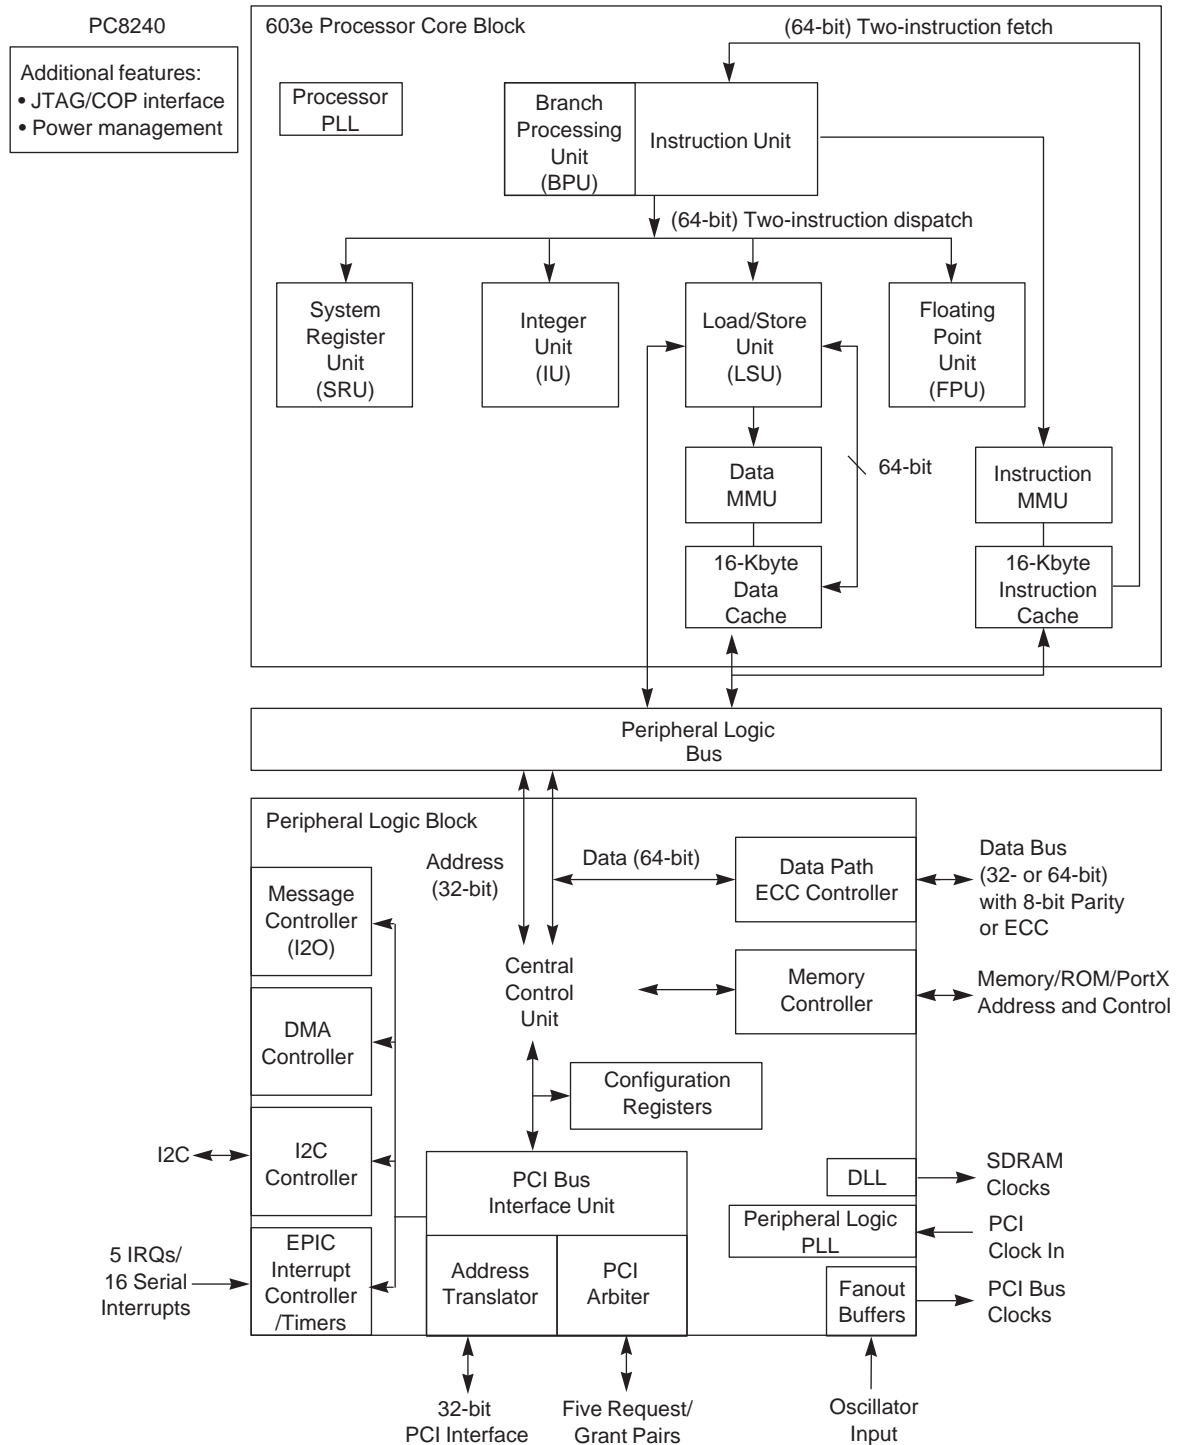 PC8240
Additional features:
• JTAG/COP interface
• Power management
603e Processor Core Block
(64-bit) Two-instruction fetch
Processor
PLL
Branch
Processing
Unit
(BPU)
Instruction Unit
(64-bit) Two-instruction dispatch
System
Register
Unit
(SRU)
Integer
Unit
(IU)
Load/Store
Unit
(LSU)
Floating
Point
Unit
(FPU)
Data
MMU
64-bit
Instruction
MMU
16-Kbyte
Data
Cache
16-Kbyte
Instruction
Cache
Peripheral Logic
Bus
Peripheral Logic Block
Address
(32-bit)
Data (64-bit)
Data Path
ECC Controller
Data Bus
(32- or 64-bit)
with 8-bit Parity
or ECC
Message
Controller
(I2O)
Central
Control
Unit
Memory
Controller
Memory/ROM/PortX
Address and Control
DMA
Controller
Configuration
Registers
I2C
I2C
Controller
PCI Bus
Interface Unit
DLL
SDRAM
Clocks
Peripheral Logic
PLL
PCI
Clock In
5 IRQs/
16 Serial
Interrupts
EPIC
Interrupt
Controller
/Timers
Address
Translator
PCI
Arbiter
Fanout
Buffers
PCI Bus
Clocks
32-bit
PCI Interface
Five Request/
Grant Pairs
Oscillator
Input